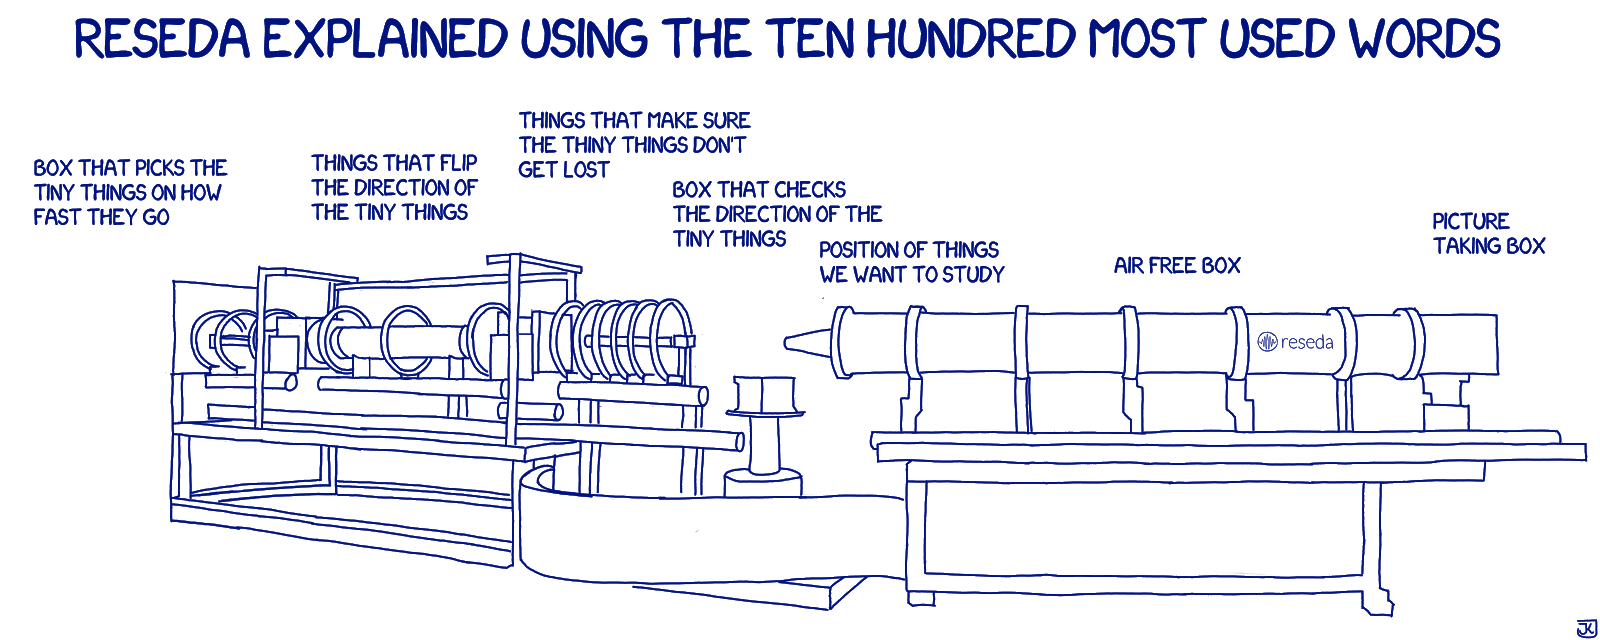 RESEDA EXPLAINED USING THE TEN HUNDRED MOST USED WORDS
BOX THAT PICKS THE
TINY THINGS ON HOW
FAST THEY GO
THINGS THAT FLIP
THE DIRECTION OF
THE TINY THINGS
THINGS THAT MAKE SURE
THE THINY THINGS DON'T
GET LOST
BOX THAT CHECKS
THE DIRECTION OF THE
TINY THINGS
POSITION OF THINGS
WE WANT TO STUDY
AIR FREE BOX
PICTURE
TAKING BOX
reseda
JK